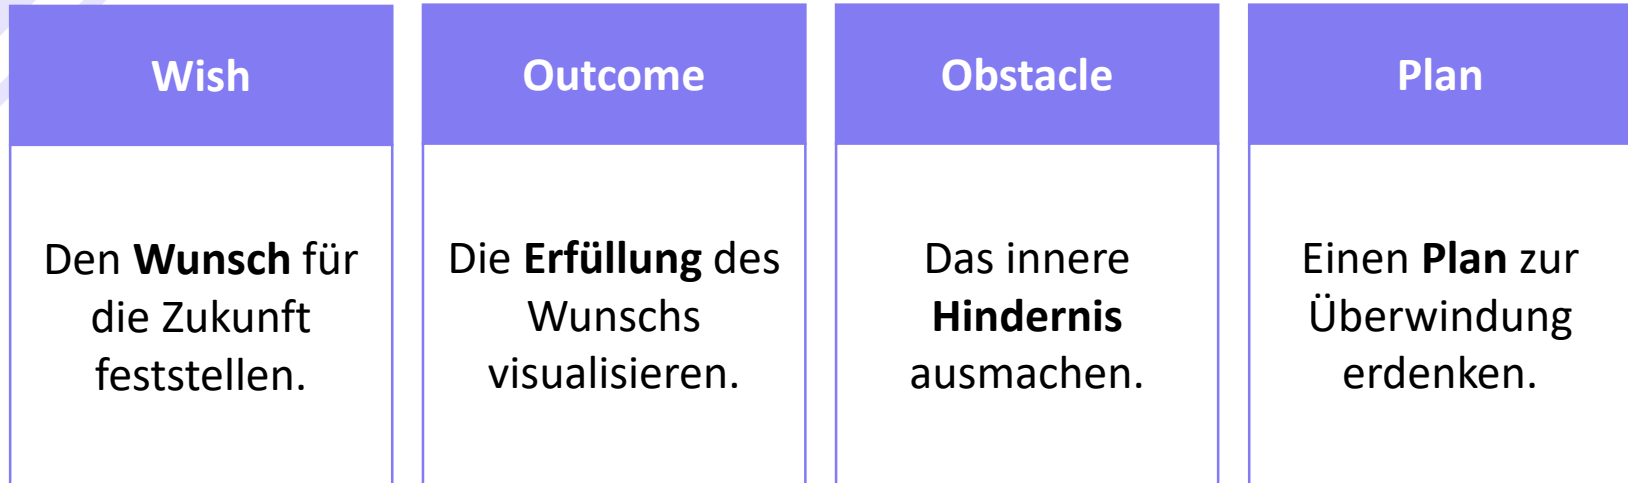 Wish
Den Wunsch für
die Zukunft
feststellen.
Outcome
Die Erfüllung des
Wunschs
visualisieren.
Obstacle
Das innere
Hindernis
ausmachen.
Plan
Einen Plan zur
Überwindung
erdenken.